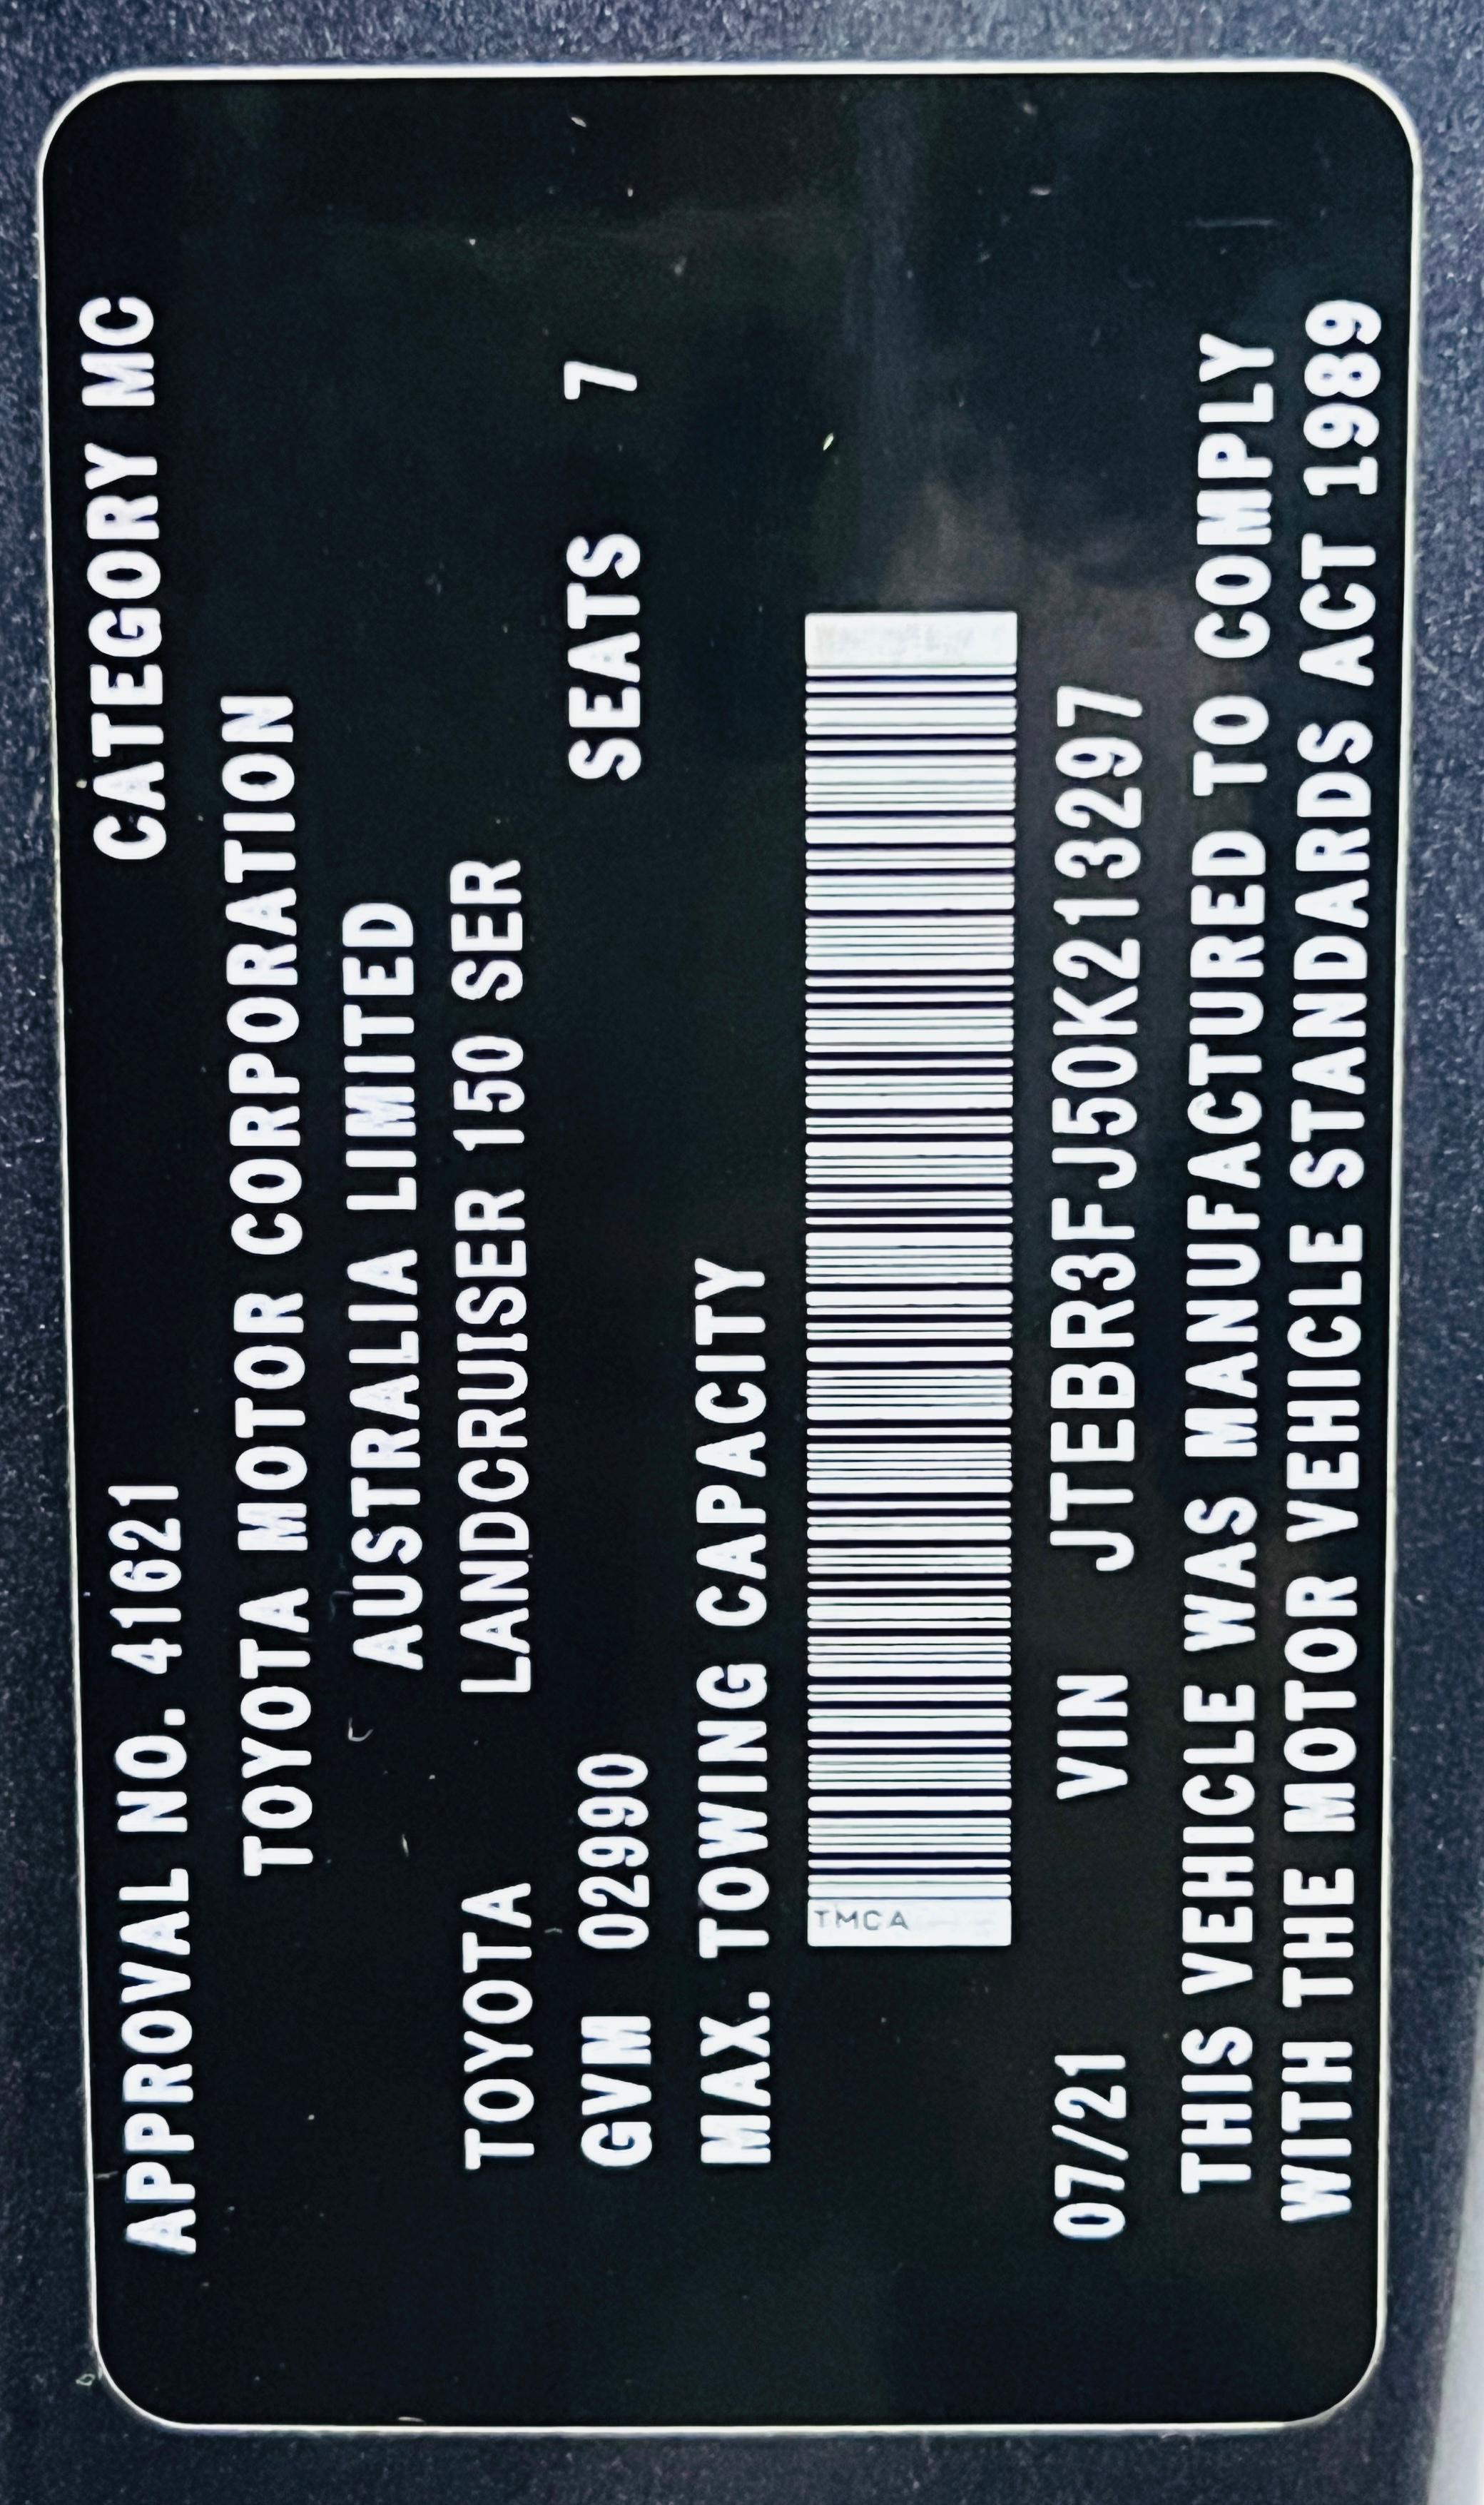 APPROVAL NO. 41621 CATEGORY MC
TOYOTA MOTOR CORPORATION
AUSTRALIA LIMITED
TOYOTA LANDCRUISER 150 SER
GVM 02990 SEATS 7
MAX. TOWING CAPACITY
TMCA
07/21 VIN JTEBR3FJ50K213297
THIS VEHICLE WAS MANUFACTURED TO COMPLY
WITH THE MOTOR VEHICLE STANDARDS ACT 1989